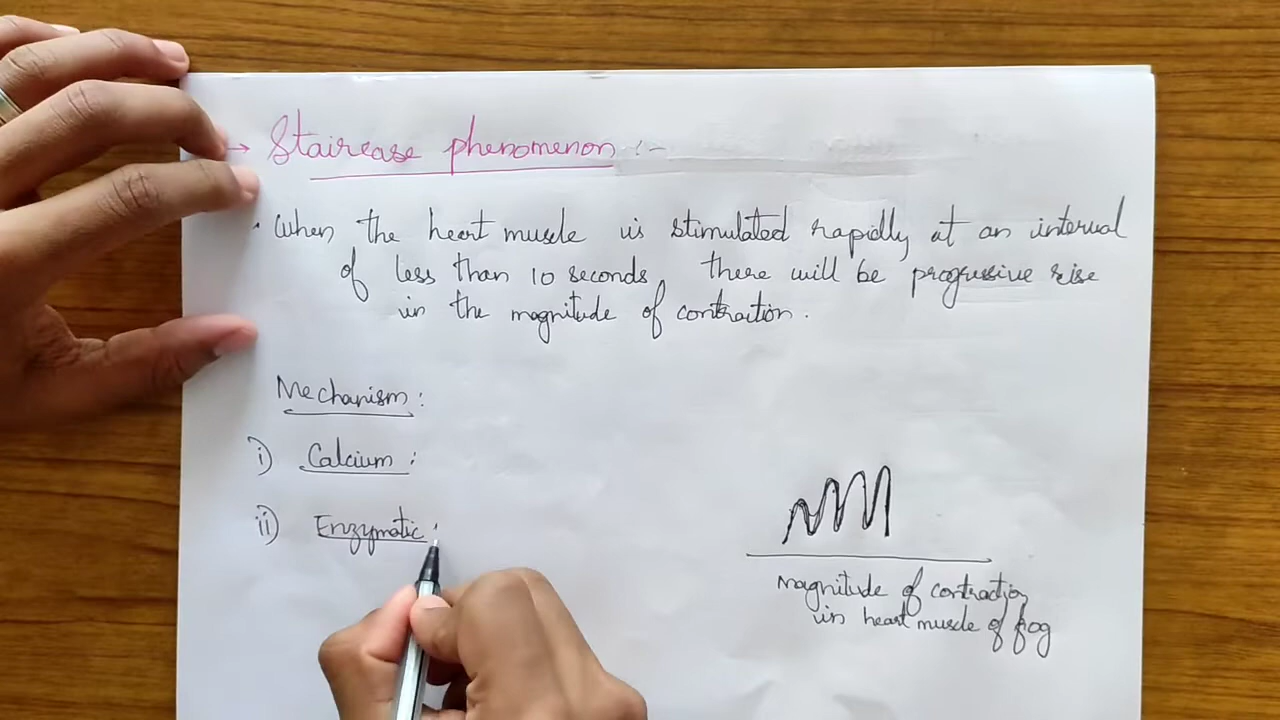 → Staircase phenomenon :-
· When the heart muscle is stimulated rapidly at an interval
of less than 10 seconds, there will be progressive rise
in the magnitude of contraction.
Mechanism :
i) Calcium :
ii) Enzymatic :
Magnitude of contraction
in heart muscle of frog